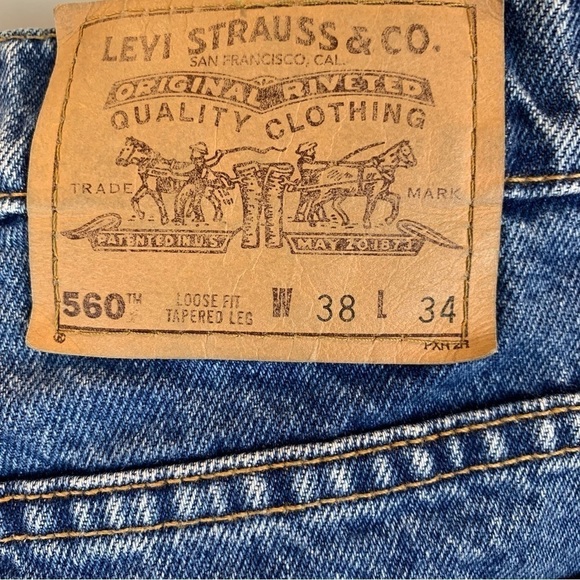 LEVI STRAUSS & CO.
SAN FRANCISCO, CAL.
ORIGINAL RIVETED
QUALITY CLOTHING
TRADE MARK
PATENTED IN U.S. MAY 20, 1873
560™ LOOSE FIT TAPERED LEG W 38 L 34
®